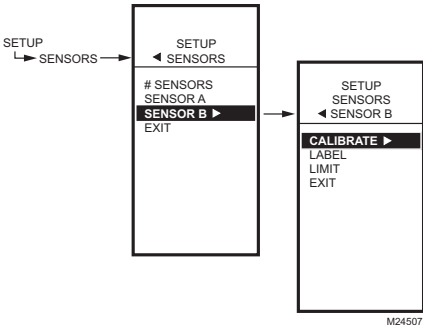 SETUP
SENSORS
SETUP
◀ SENSORS
# SENSORS
SENSOR A
SENSOR B ▶
EXIT
SETUP
SENSORS
◀ SENSOR B
CALIBRATE ▶
LABEL
LIMIT
EXIT
M24507